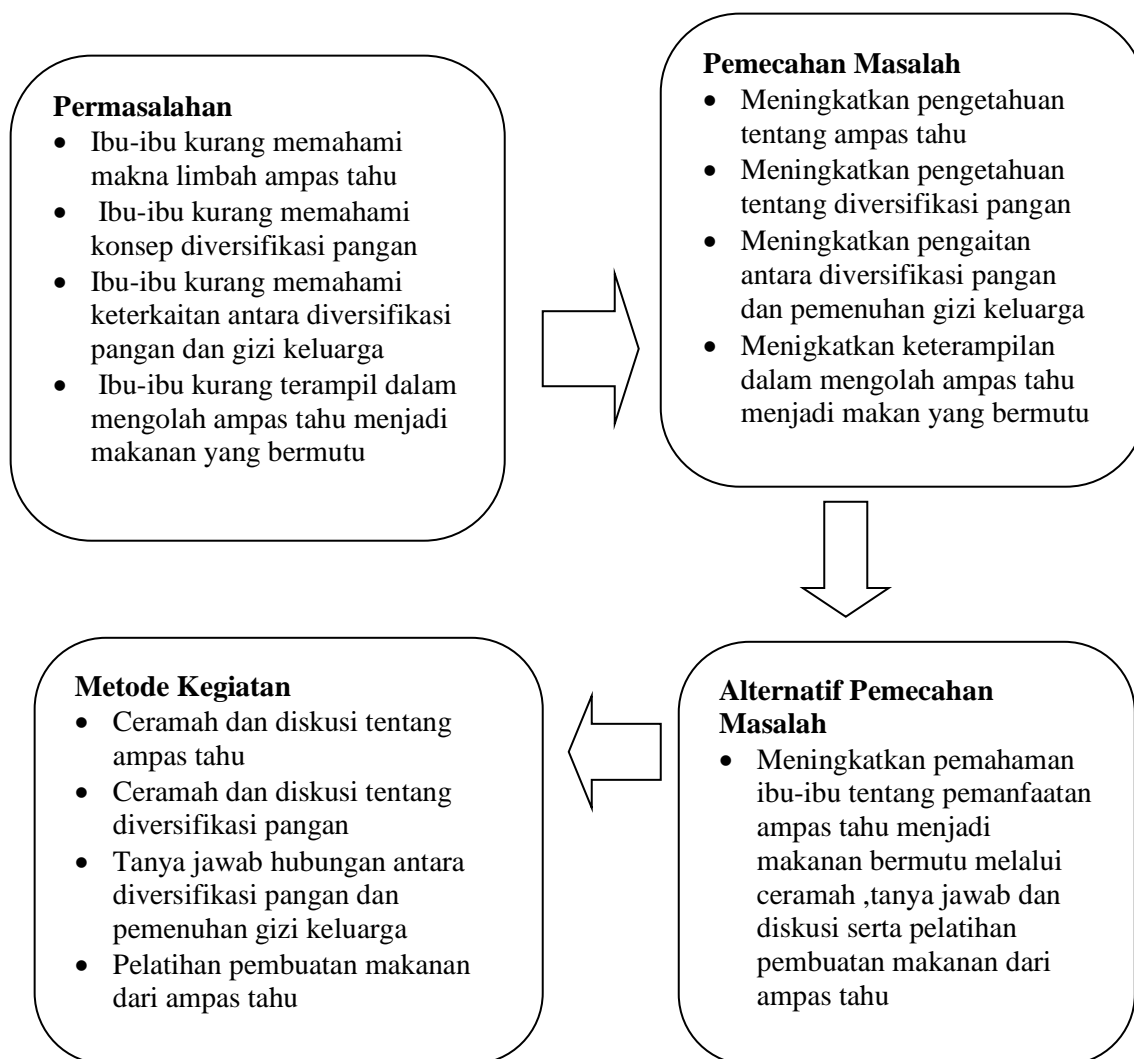 Permasalahan
• Ibu-ibu kurang memahami
makna limbah ampas tahu
• Ibu-ibu kurang memahami
konsep diversifikasi pangan
• Ibu-ibu kurang memahami
keterkaitan antara diversifikasi
pangan dan gizi keluarga
• Ibu-ibu kurang terampil dalam
mengolah ampas tahu menjadi
makanan yang bermutu
Pemecahan Masalah
• Meningkatkan pengetahuan
tentang ampas tahu
• Meningkatkan pengetahuan
tentang diversifikasi pangan
• Meningkatkan pengaitan
antara diversifikasi pangan
dan pemenuhan gizi keluarga
• Menigkatkan keterampilan
dalam mengolah ampas tahu
menjadi makan yang bermutu
Alternatif Pemecahan
Masalah
• Meningkatkan pemahaman
ibu-ibu tentang pemanfaatan
ampas tahu menjadi
makanan bermutu melalui
ceramah ,tanya jawab dan
diskusi serta pelatihan
pembuatan makanan dari
ampas tahu
Metode Kegiatan
• Ceramah dan diskusi tentang
ampas tahu
• Ceramah dan diskusi tentang
diversifikasi pangan
• Tanya jawab hubungan antara
diversifikasi pangan dan
pemenuhan gizi keluarga
• Pelatihan pembuatan makanan
dari ampas tahu